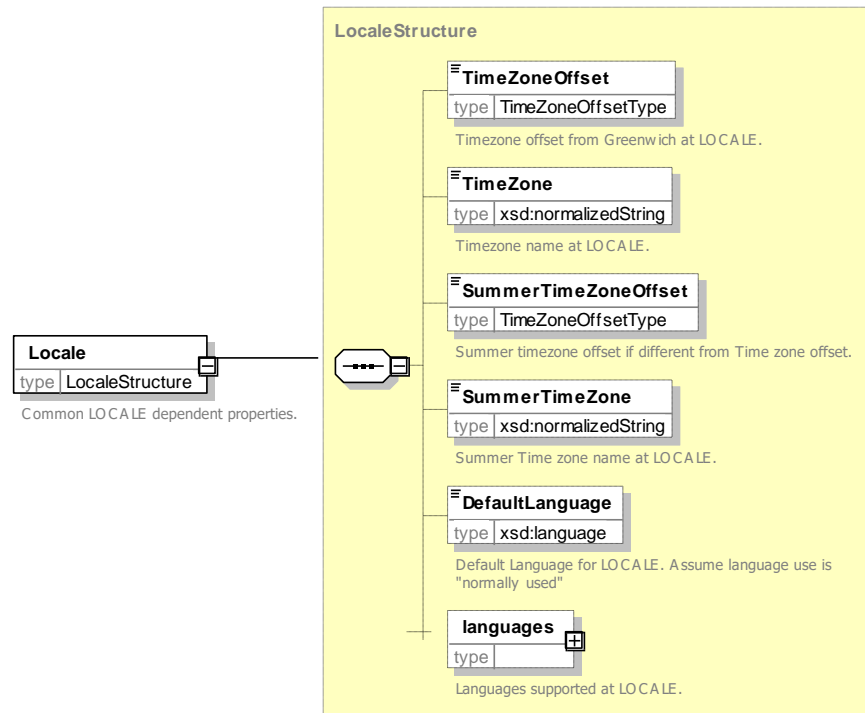 LocaleStructure
TimeZoneOffset
type TimeZoneOffsetType
Timezone offset from Greenwich at LOCALE.
TimeZone
type xsd:normalizedString
Timezone name at LOCALE.
SummerTimeZoneOffset
type TimeZoneOffsetType
Summer timezone offset if different from Time zone offset.
Locale
type LocaleStructure
Common LOCALE dependent properties.
SummerTimeZone
type xsd:normalizedString
Summer Time zone name at LOCALE.
DefaultLanguage
type xsd:language
Default Language for LOCALE. Assume language use is
"normally used"
languages
type
Languages supported at LOCALE.